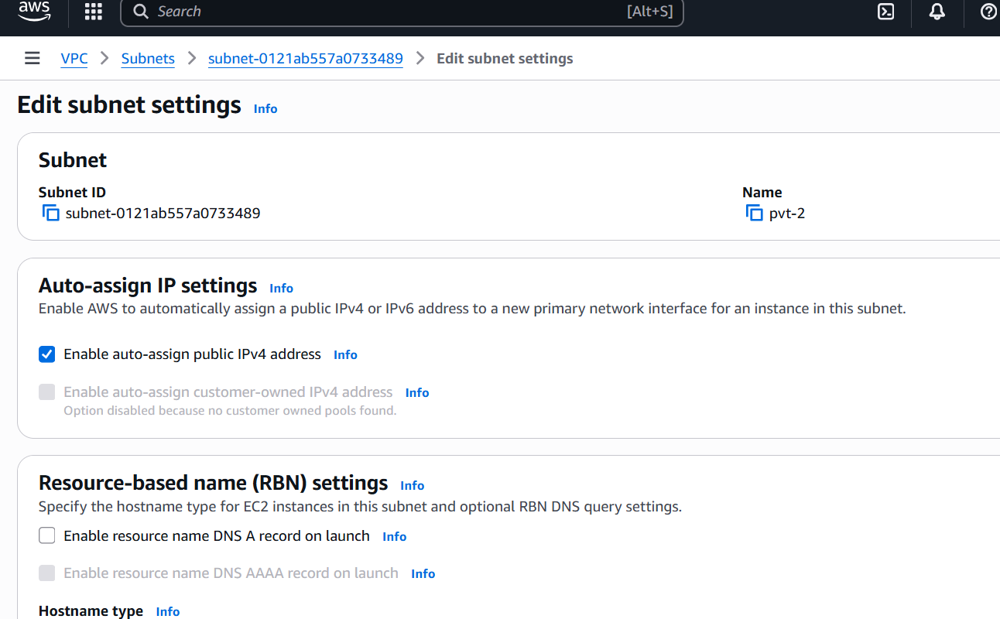 aws Search [Alt+S]
VPC > Subnets > subnet-0121ab557a0733489 > Edit subnet settings
Edit subnet settings Info
Subnet
Subnet ID Name
subnet-0121ab557a0733489 pvt-2
Auto-assign IP settings Info
Enable AWS to automatically assign a public IPv4 or IPv6 address to a new primary network interface for an instance in this subnet.
Enable auto-assign public IPv4 address Info
Enable auto-assign customer-owned IPv4 address Info
Option disabled because no customer owned pools found.
Resource-based name (RBN) settings Info
Specify the hostname type for EC2 instances in this subnet and optional RBN DNS query settings.
Enable resource name DNS A record on launch Info
Enable resource name DNS AAAA record on launch Info
Hostname type Info